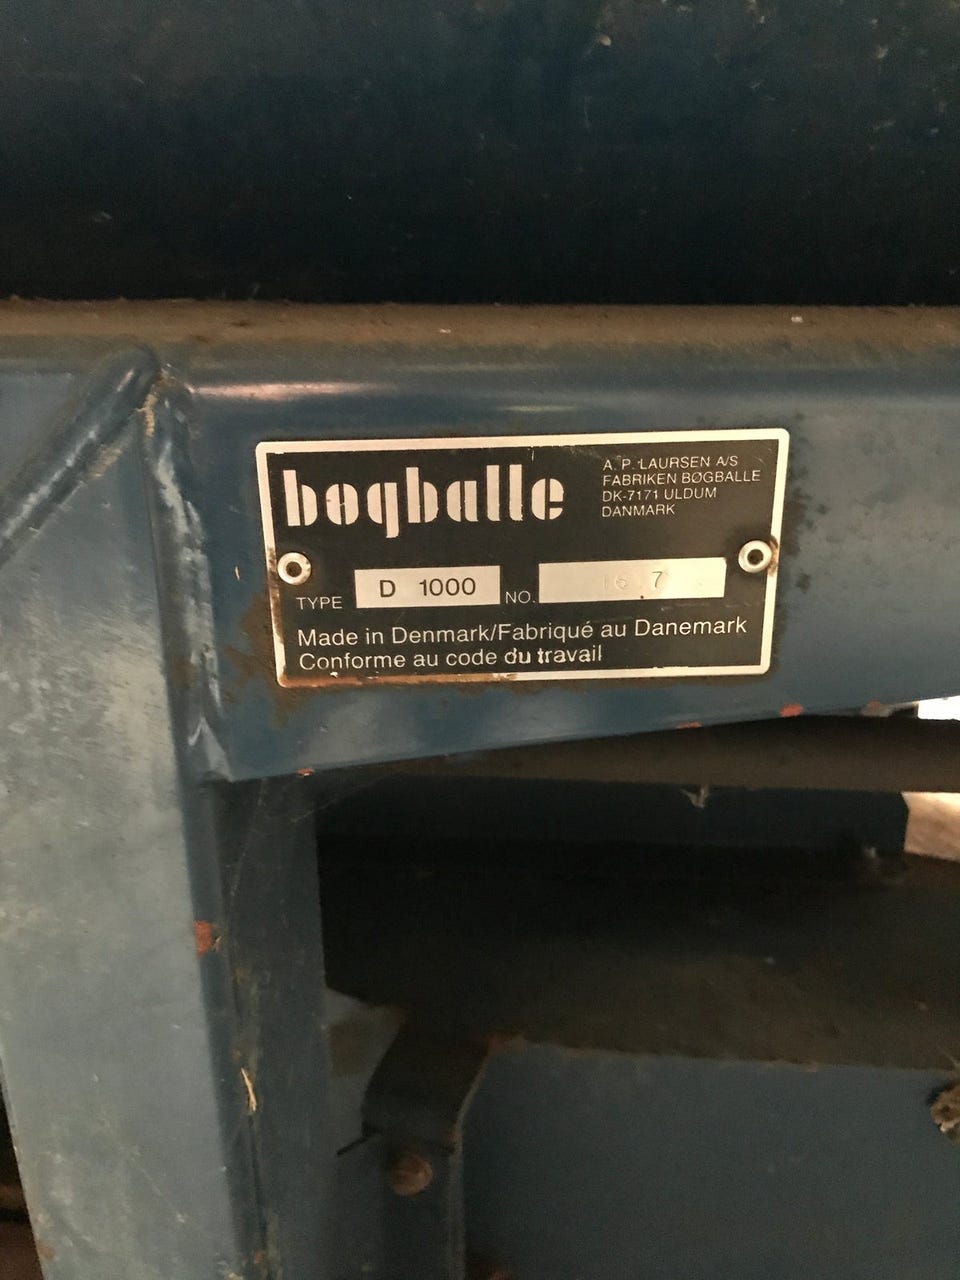 bøgballe
A. P. LAURSEN A/S
FABRIKEN BØGBALLE
DK-7171 ULDUM
DANMARK
TYPE D 1000 NO.
Made in Denmark/Fabriqué au Danemark
Conforme au code du travail